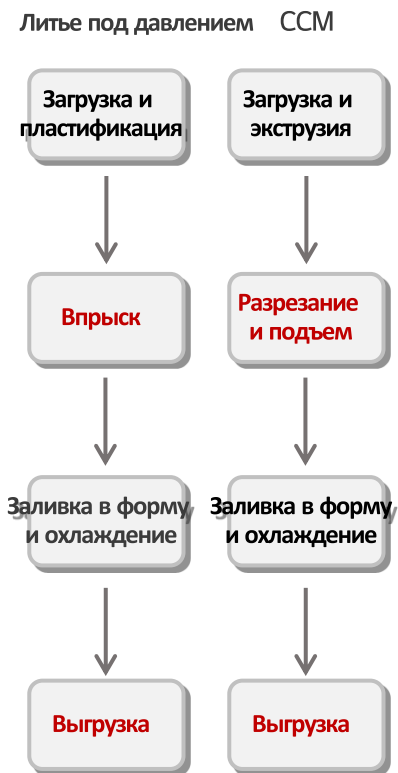 Литье под давлением CCM
Загрузка и
пластификация
Загрузка и
экструзия
Впрыск
Разрезание
и подъем
Заливка в форму
и охлаждение
Заливка в форму
и охлаждение
Выгрузка
Выгрузка